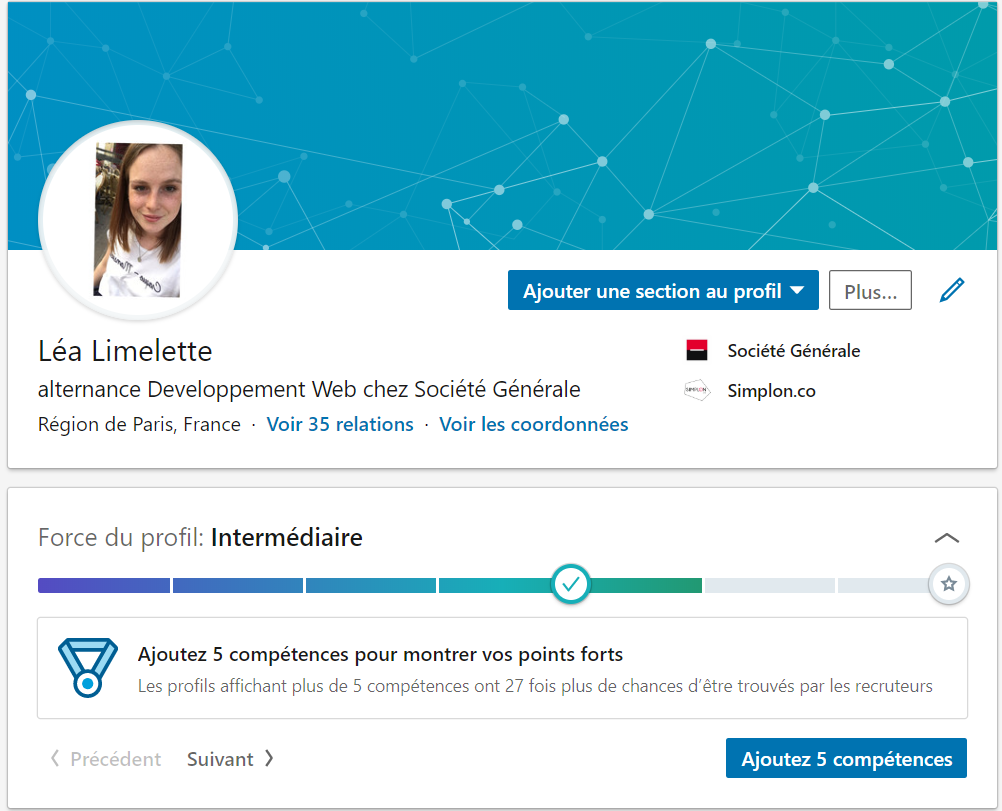 Ajouter une section au profil
Plus...
Léa Limelette
alternance Developpement Web chez Société Générale
Région de Paris, France · Voir 35 relations · Voir les coordonnées
Société Générale
SIMPLON
Simplon.co
Force du profil: Intermédiaire
Ajoutez 5 compétences pour montrer vos points forts
Les profils affichant plus de 5 compétences ont 27 fois plus de chances d’être trouvés par les recruteurs
Précédent
Suivant
Ajoutez 5 compétences